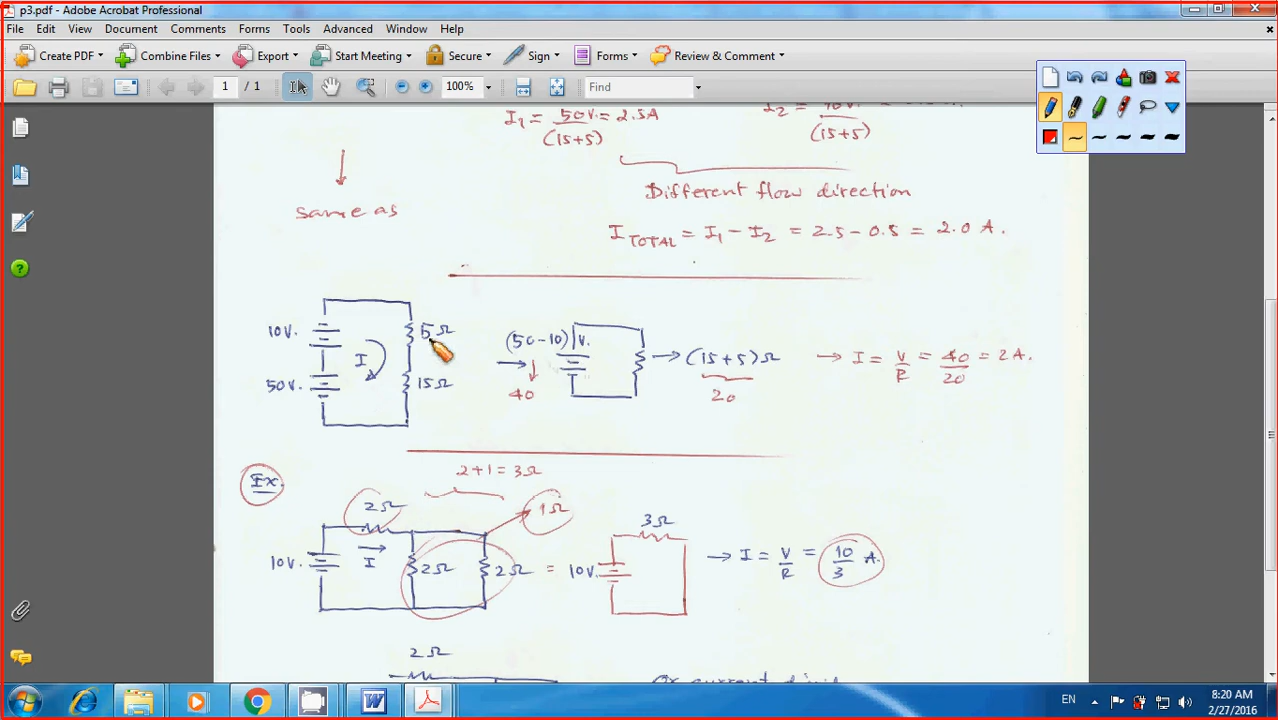 p3.pdf - Adobe Acrobat Professional
File Edit View Document Comments Forms Tools Advanced Window Help
Create PDF Combine Files Export Start Meeting Secure Sign Forms Review & Comment
1 / 1 100% Find
I1 = 50V. = 2.5A
(15+5)
I2 =
(15+5)
Different flow direction
same as
I TOTAL = I1 - I2 = 2.5 - 0.5 = 2.0 A.
10V. 5Ω
I
50V. 15Ω
(50-10) V.
40
(15+5)Ω
20
→ I = V/R = 40/20 = 2 A.
2+1 = 3Ω
Ex.
2Ω 1Ω
10V. I 2Ω 2Ω
= 10V. 3Ω
→ I = V/R = 10/3 A.
2Ω
EN
8:20 AM
2/27/2016